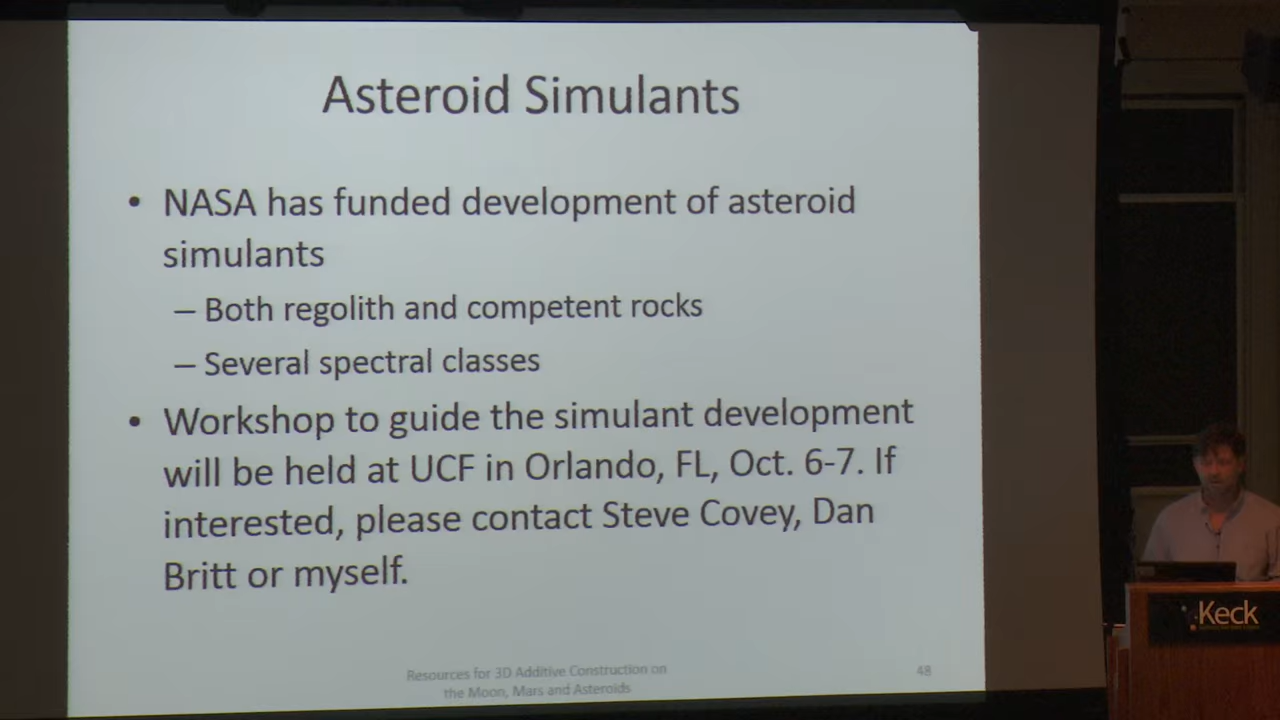 Asteroid Simulants
• NASA has funded development of asteroid
simulants
– Both regolith and competent rocks
– Several spectral classes
• Workshop to guide the simulant development
will be held at UCF in Orlando, FL, Oct. 6-7. If
interested, please contact Steve Covey, Dan
Britt or myself.
Resources for 3D Additive Construction on
the Moon, Mars and Asteroids
48
Keck